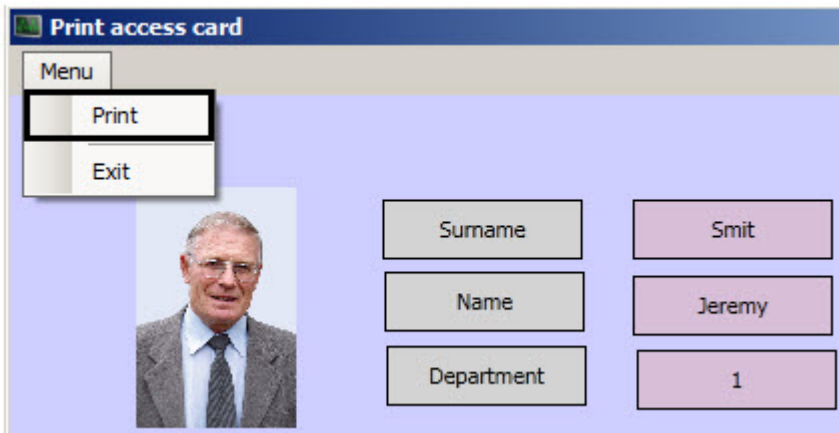 Print access card
Menu
Print
Exit
Surname Smit
Name Jeremy
Department 1